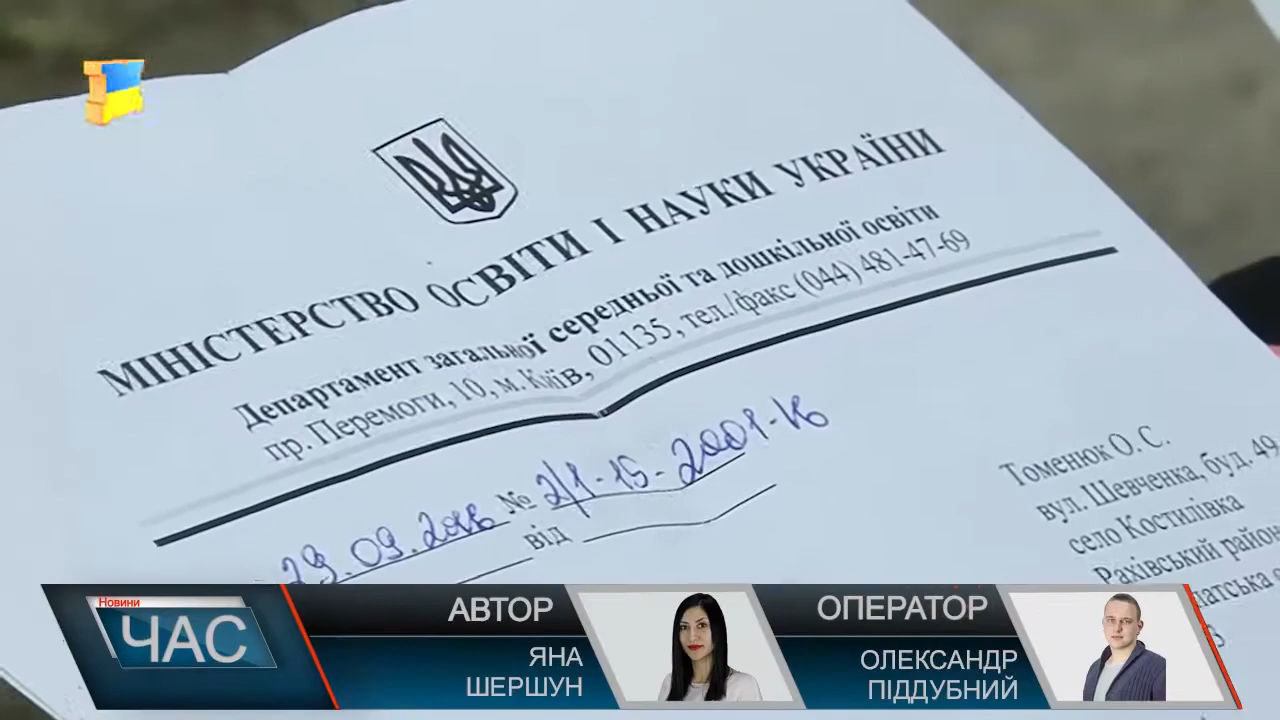 МІНІСТЕРСТВО ОСВІТИ І НАУКИ УКРАЇНИ
Департамент загальної середньої та дошкільної освіти
пр. Перемоги, 10, м. Київ, 01135, тел./факс (044) 481-47-69
29.09.2016 № 2/1-15-2001-16
від
Томенюк О. С.
вул. Шевченка, буд. 49,
село Костилівка
Рахівський район
Новини
ЧАС
АВТОР
ЯНА
ШЕРШУН
ОПЕРАТОР
ОЛЕКСАНДР
ПІДДУБНИЙ